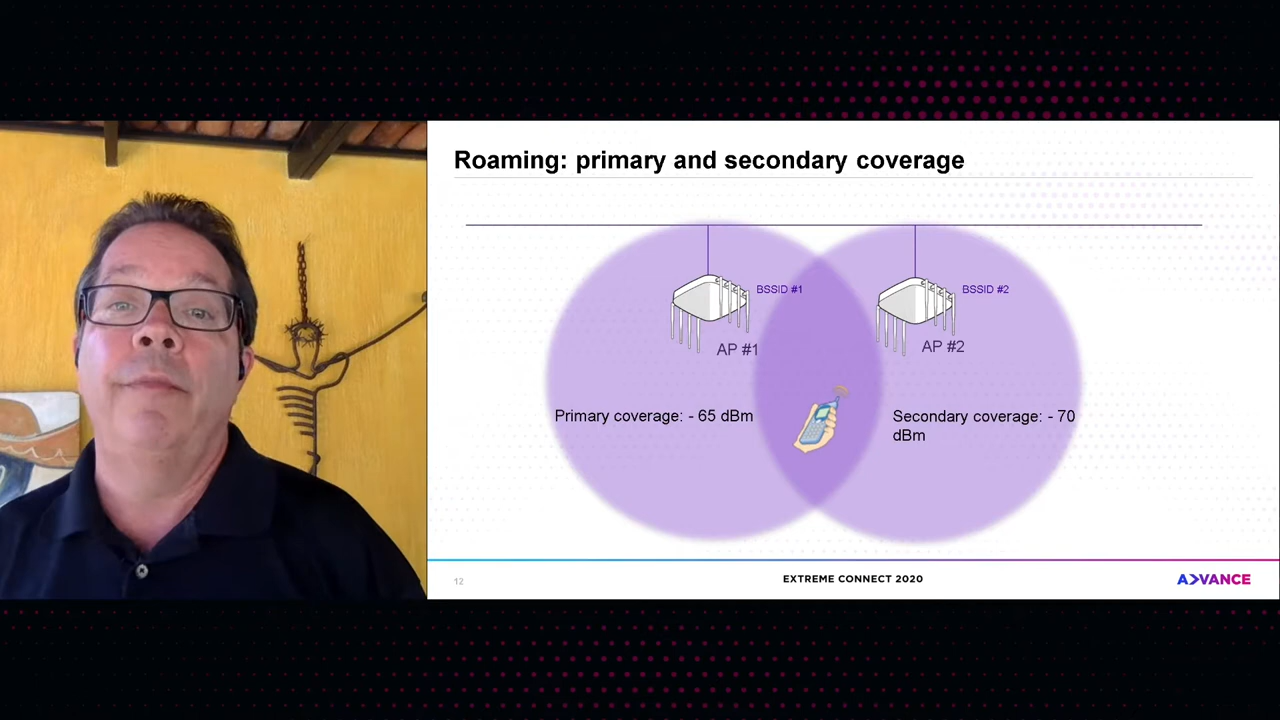 Roaming: primary and secondary coverage
BSSID #1
BSSID #2
AP #1
AP #2
Primary coverage: - 65 dBm
Secondary coverage: - 70
dBm
12
EXTREME CONNECT 2020
ADVANCE